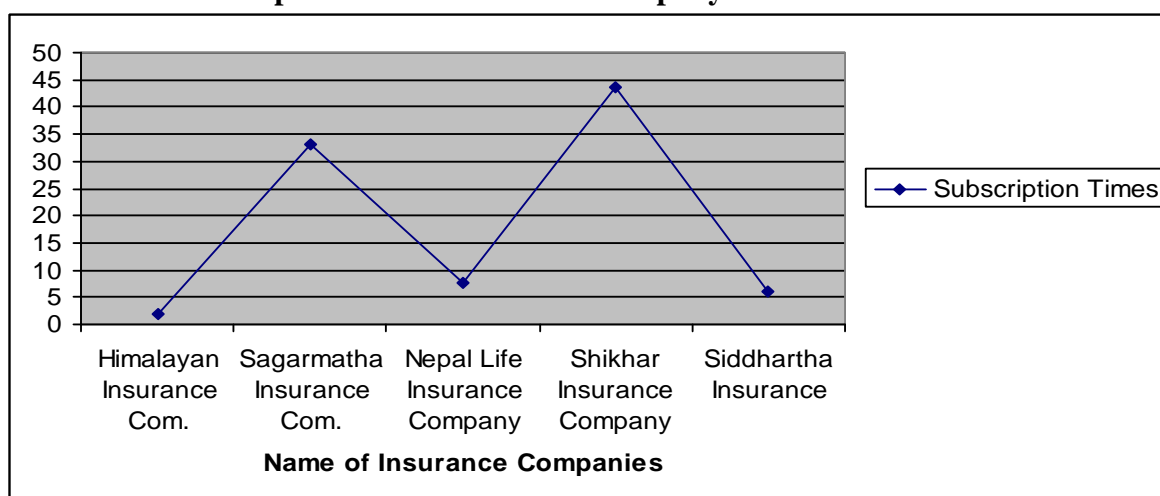 50
45
40
35
30
25
20
15
10
5
0
Himalayan Insurance Com.
Sagarmatha Insurance Com.
Nepal Life Insurance Company
Shikhar Insurance Company
Siddhartha Insurance
Name of Insurance Companies
Subscription Times